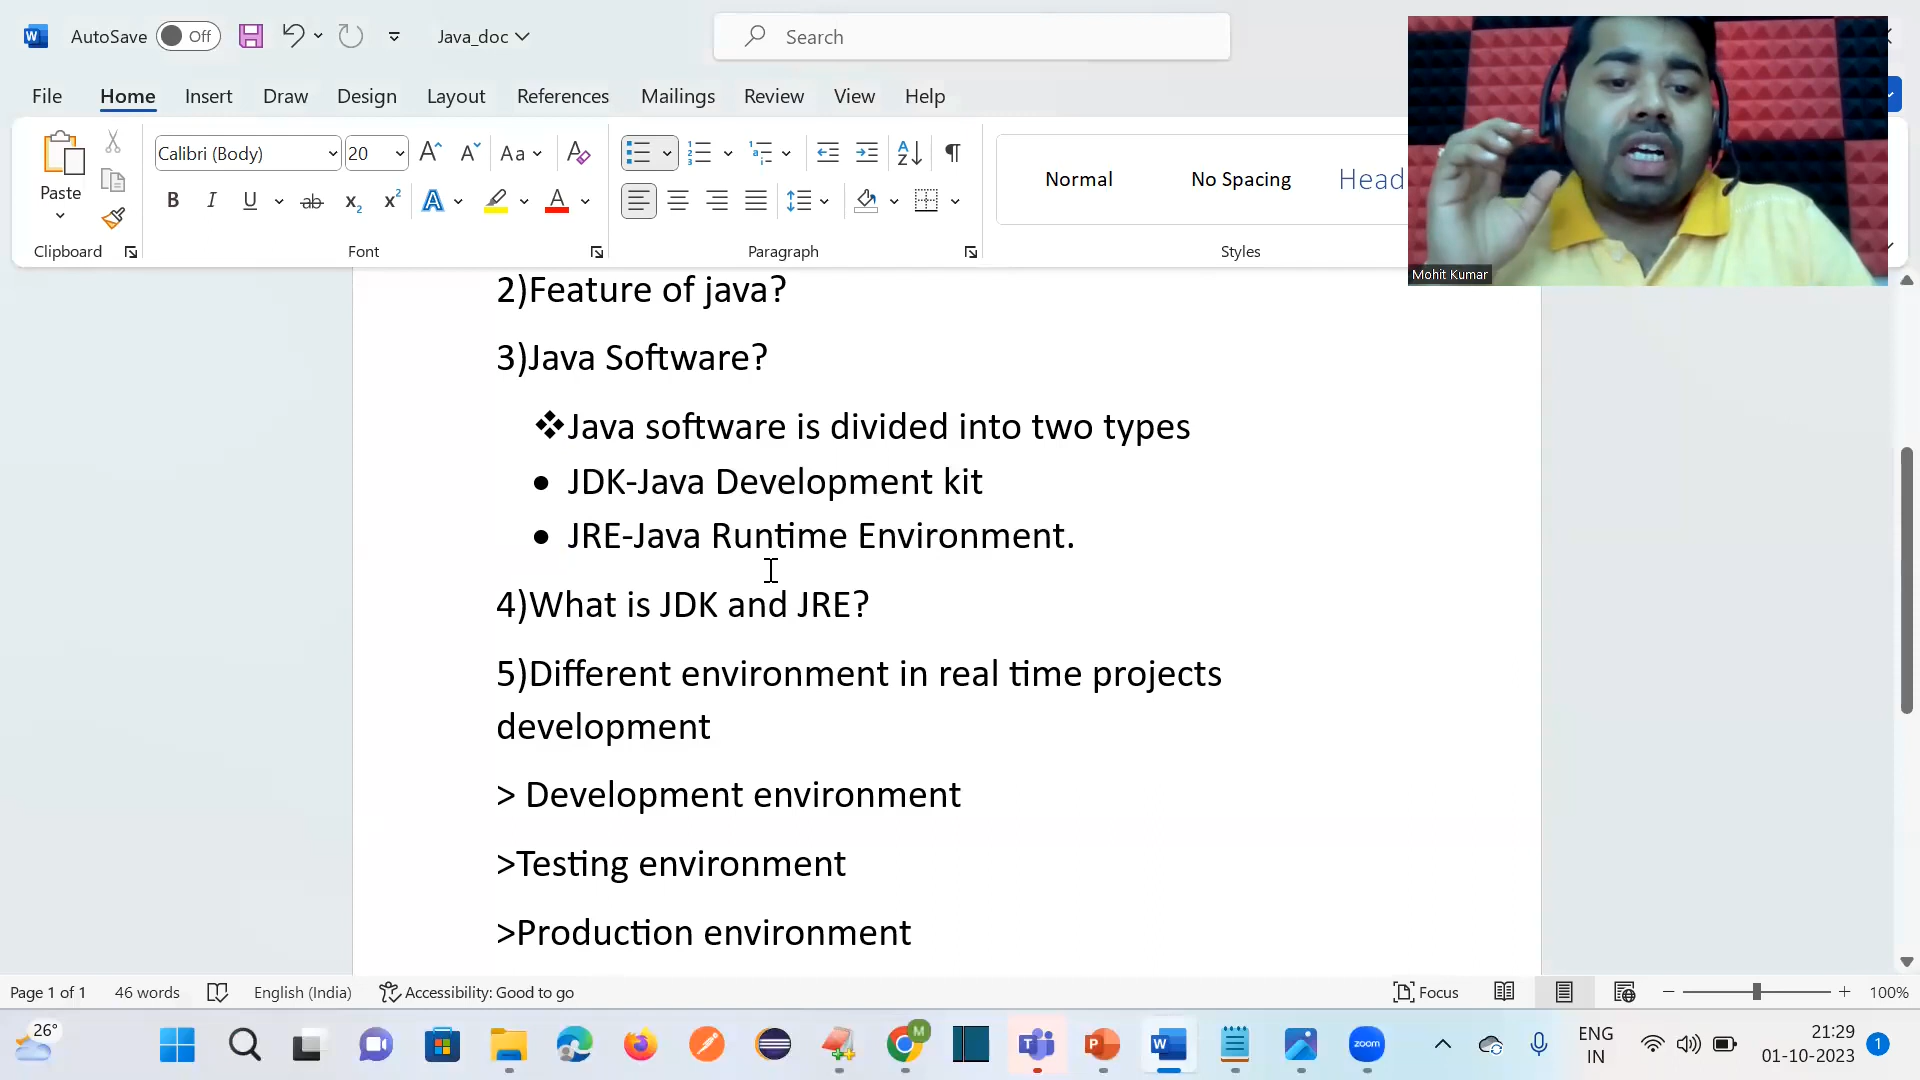 AutoSave Off Java_doc Search
File Home Insert Draw Design Layout References Mailings Review View Help
Paste
Calibri (Body) 20
Normal No Spacing Head
Clipboard Font Paragraph Styles
Mohit Kumar
2)Feature of java?
3)Java Software?
❖Java software is divided into two types
● JDK-Java Development kit
● JRE-Java Runtime Environment.
4)What is JDK and JRE?
5)Different environment in real time projects
development
> Development environment
>Testing environment
>Production environment
Page 1 of 1 46 words English (India) Accessibility: Good to go Focus 100%
26° zoom ENG 21:29 1
IN 01-10-2023